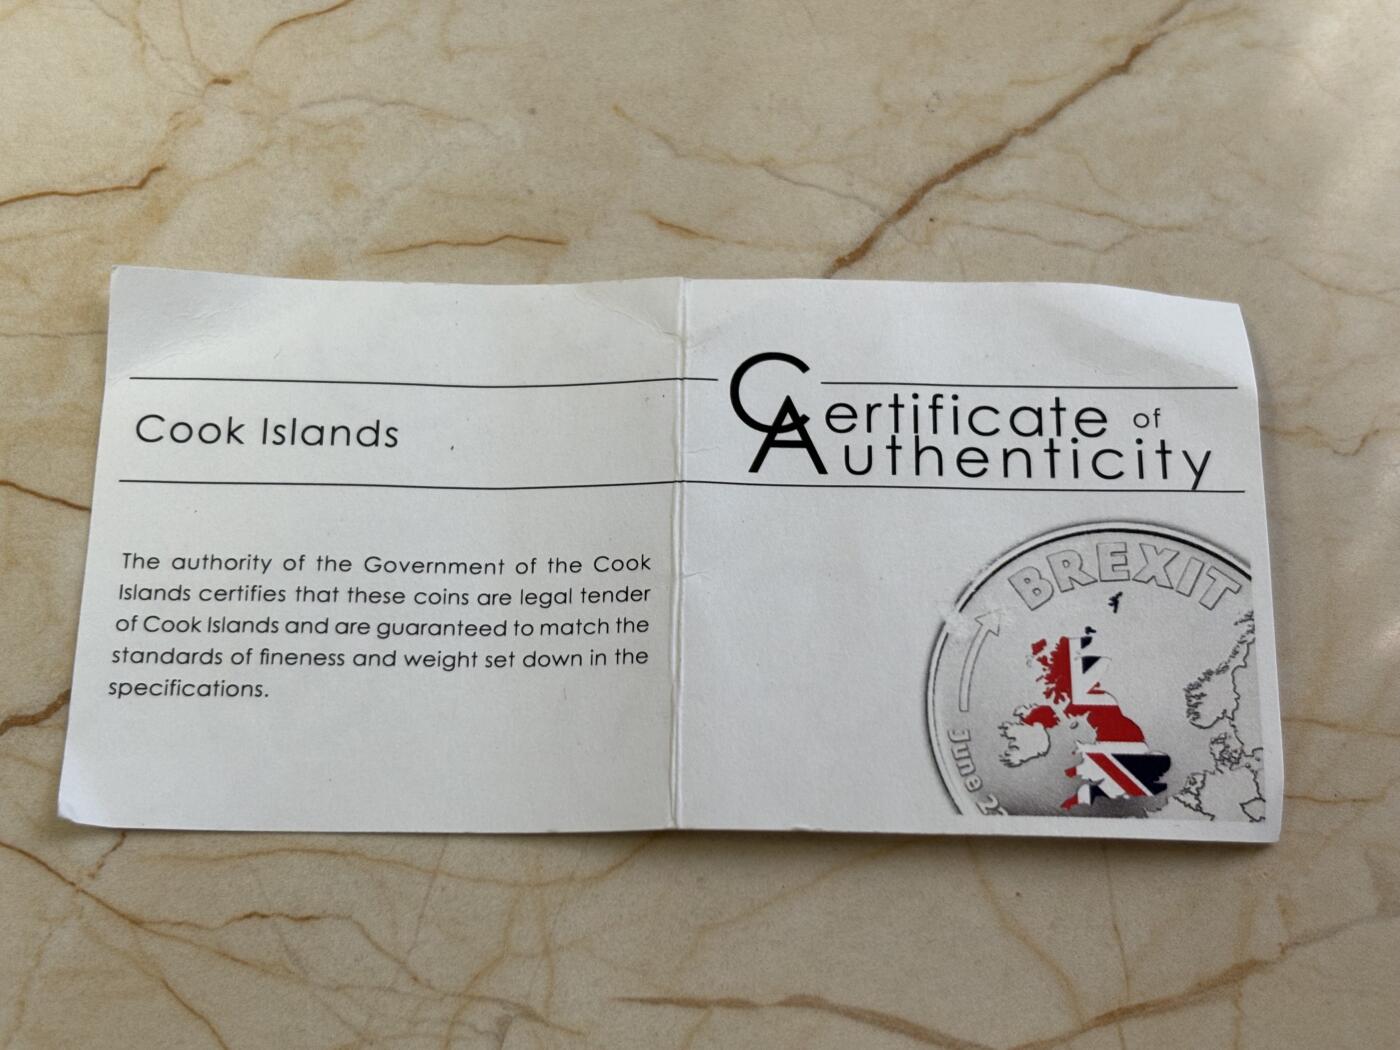 Cook Islands
The authority of the Government of the Cook
Islands certifies that these coins are legal tender
of Cook Islands and are guaranteed to match the
standards of fineness and weight set down in the
specifications.
Certificate of
Authenticity
BREXIT
June 2